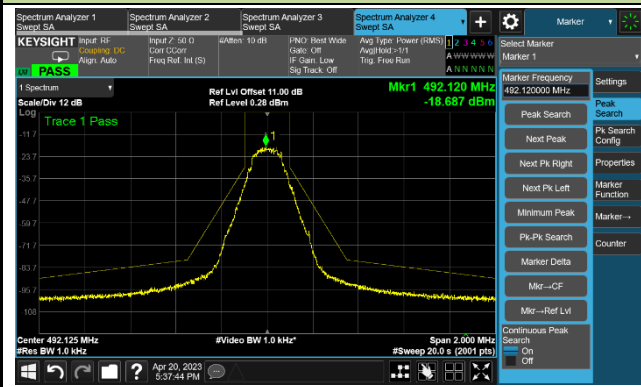 Spectrum Analyzer 1
Swept SA
Spectrum Analyzer 2
Swept SA
Spectrum Analyzer 3
Swept SA
Spectrum Analyzer 4
Swept SA
Marker
KEYSIGHT
Input: RF
Coupling: DC
Align: Auto
Input Z: 50 Ω
Corr CCorr
Freq Ref: Int (S)
#Atten: 10 dB
PNO: Best Wide
Gate: Off
IF Gain: Low
Sig Track: Off
Avg Type: Power (RMS)
Avg|Hold:>1/1
Trig: Free Run
1 2 3 4 5 6
A W W W W W
A N N N N N
PASS
Select Marker
Marker 1
1 Spectrum
Scale/Div 12 dB
Ref Lvl Offset 11.00 dB
Ref Level 0.28 dBm
Mkr1 492.120 MHz
-18.687 dBm
Log
Trace 1 Pass
1
-11.7
-23.7
-35.7
-47.7
-59.7
-71.7
-83.7
-95.7
108
Center 492.125 MHz
#Res BW 1.0 kHz
#Video BW 1.0 kHz*
Span 2.000 MHz
#Sweep 20.0 s (2001 pts)
Marker Frequency
492.120000 MHz
Peak Search
Next Peak
Next Pk Right
Next Pk Left
Minimum Peak
Pk-Pk Search
Marker Delta
Mkr→CF
Mkr→Ref Lvl
Continuous Peak
Search
On
Off
Settings
Peak
Search
Pk Search
Config
Properties
Marker
Function
Marker→
Counter
Apr 20, 2023
5:37:44 PM